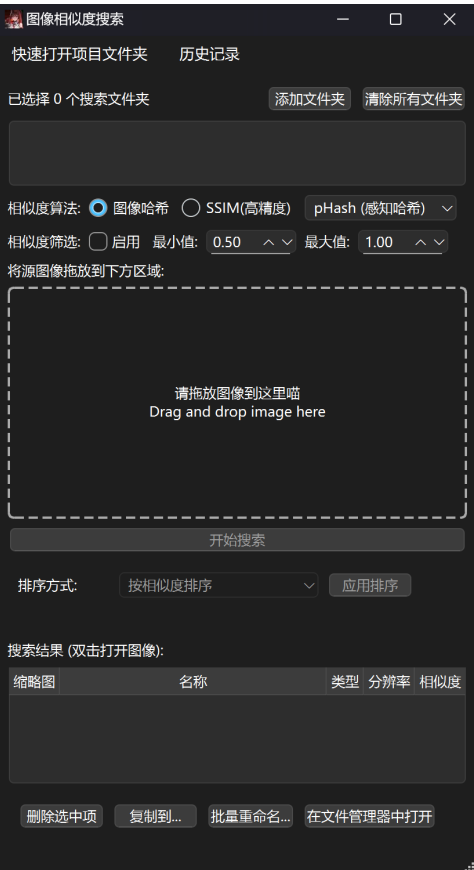 图像相似度搜索
快速打开项目文件夹 历史记录
已选择 0 个搜索文件夹 添加文件夹 清除所有文件夹
相似度算法: 图像哈希 SSIM(高精度) pHash (感知哈希)
相似度筛选: 启用 最小值: 0.50 最大值: 1.00
将源图像拖放到下方区域:
请拖放图像到这里喵
Drag and drop image here
开始搜索
排序方式: 按相似度排序 应用排序
搜索结果 (双击打开图像):
缩略图 名称 类型 分辨率 相似度
删除选中项 复制到... 批量重命名... 在文件管理器中打开